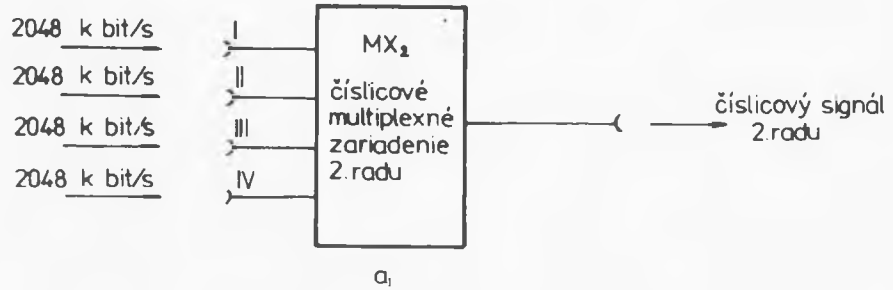 2048 k bit/s
I
2048 k bit/s
II
2048 k bit/s
III
2048 k bit/s
IV
MX₂
číslicové
multiplexné
zariadenie
2. radu
číslicový signál
2. radu
a₁